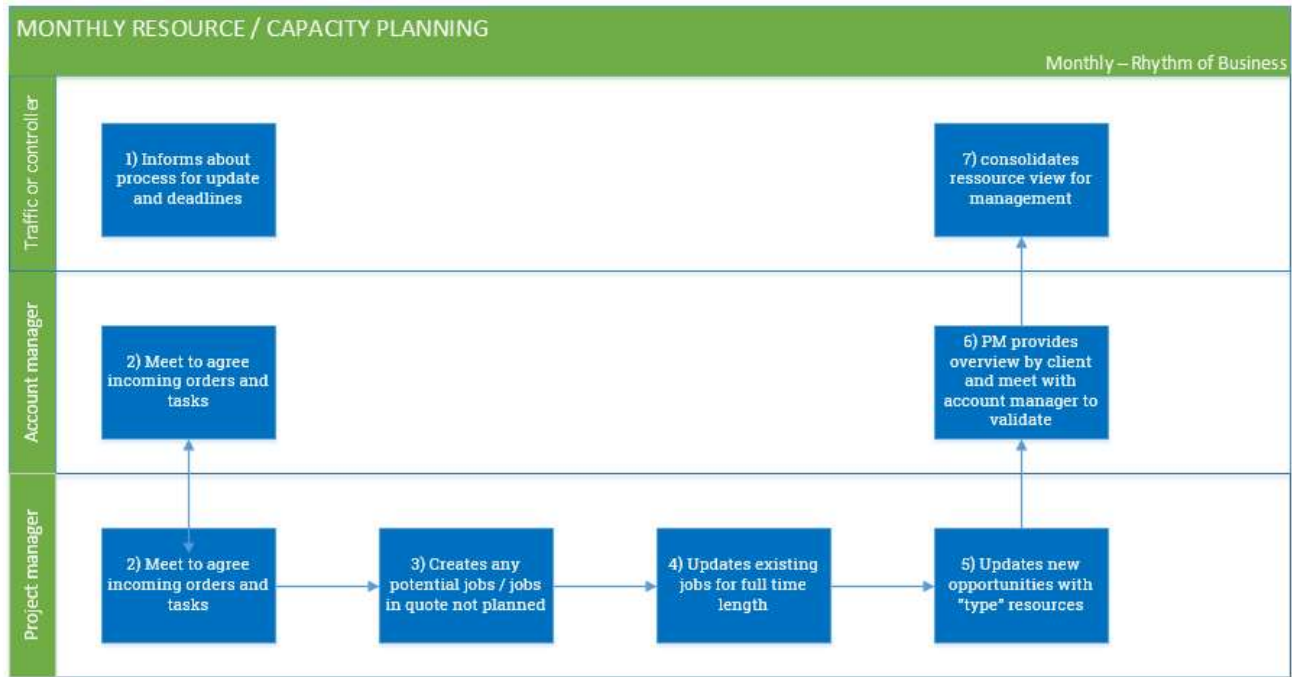 MONTHLY RESOURCE / CAPACITY PLANNING
Monthly – Rhythm of Business
Traffic or controller
1) Informs about
process for update
and deadlines
7) consolidates
ressource view for
management
Account manager
2) Meet to agree
incoming orders and
tasks
6) PM provides
overview by client
and meet with
account manager to
validate
Project manager
2) Meet to agree
incoming orders and
tasks
3) Creates any
potential jobs / jobs
in quote not planned
4) Updates existing
jobs for full time
length
5) Updates new
opportunities with
"type" resources